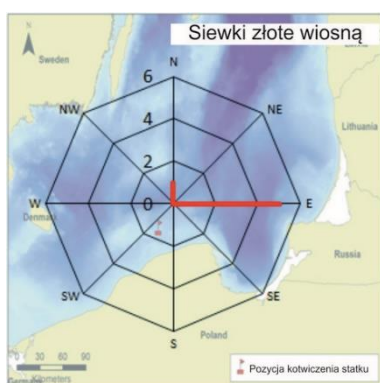 Siewki złote wiosną
N
Sweden
N
6
NW
NE
4
Lithuania
2
W
0
E
Denmark
Russia
SW
SE
S
Poland
0 30 60 90
Kilometers
Germany
Pozycja kotwiczenia statku